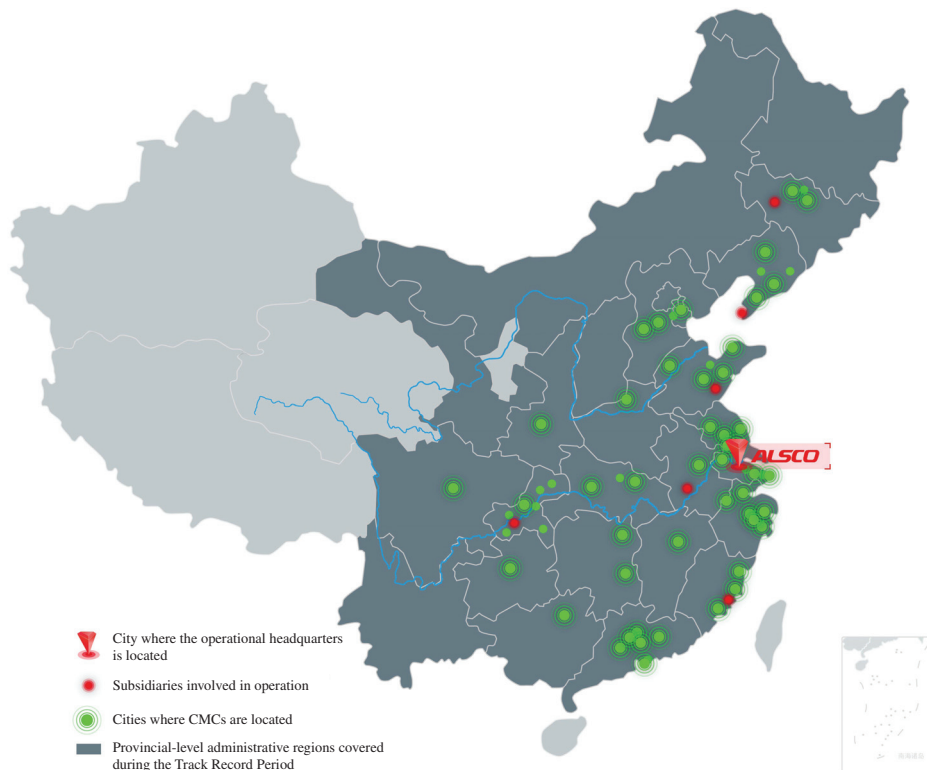 ALSCO
City where the operational headquarters
is located
Subsidiaries involved in operation
Cities where CMCs are located
Provincial-level administrative regions covered
during the Track Record Period